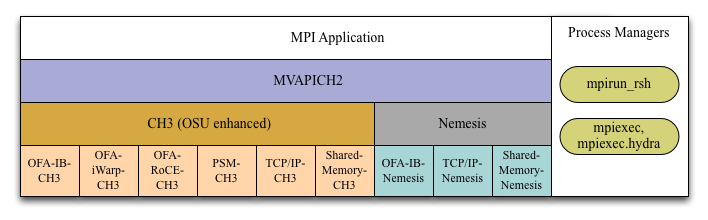 MPI Application
MVAPICH2
CH3 (OSU enhanced)
Nemesis
OFA-IB-
CH3
OFA-
iWarp-
CH3
OFA-
RoCE-
CH3
PSM-
CH3
TCP/IP-
CH3
Shared-
Memory-
CH3
OFA-IB-
Nemesis
TCP/IP-
Nemesis
Shared-
Memory-
Nemesis
Process Managers
mpirun_rsh
mpiexec,
mpiexec.hydra